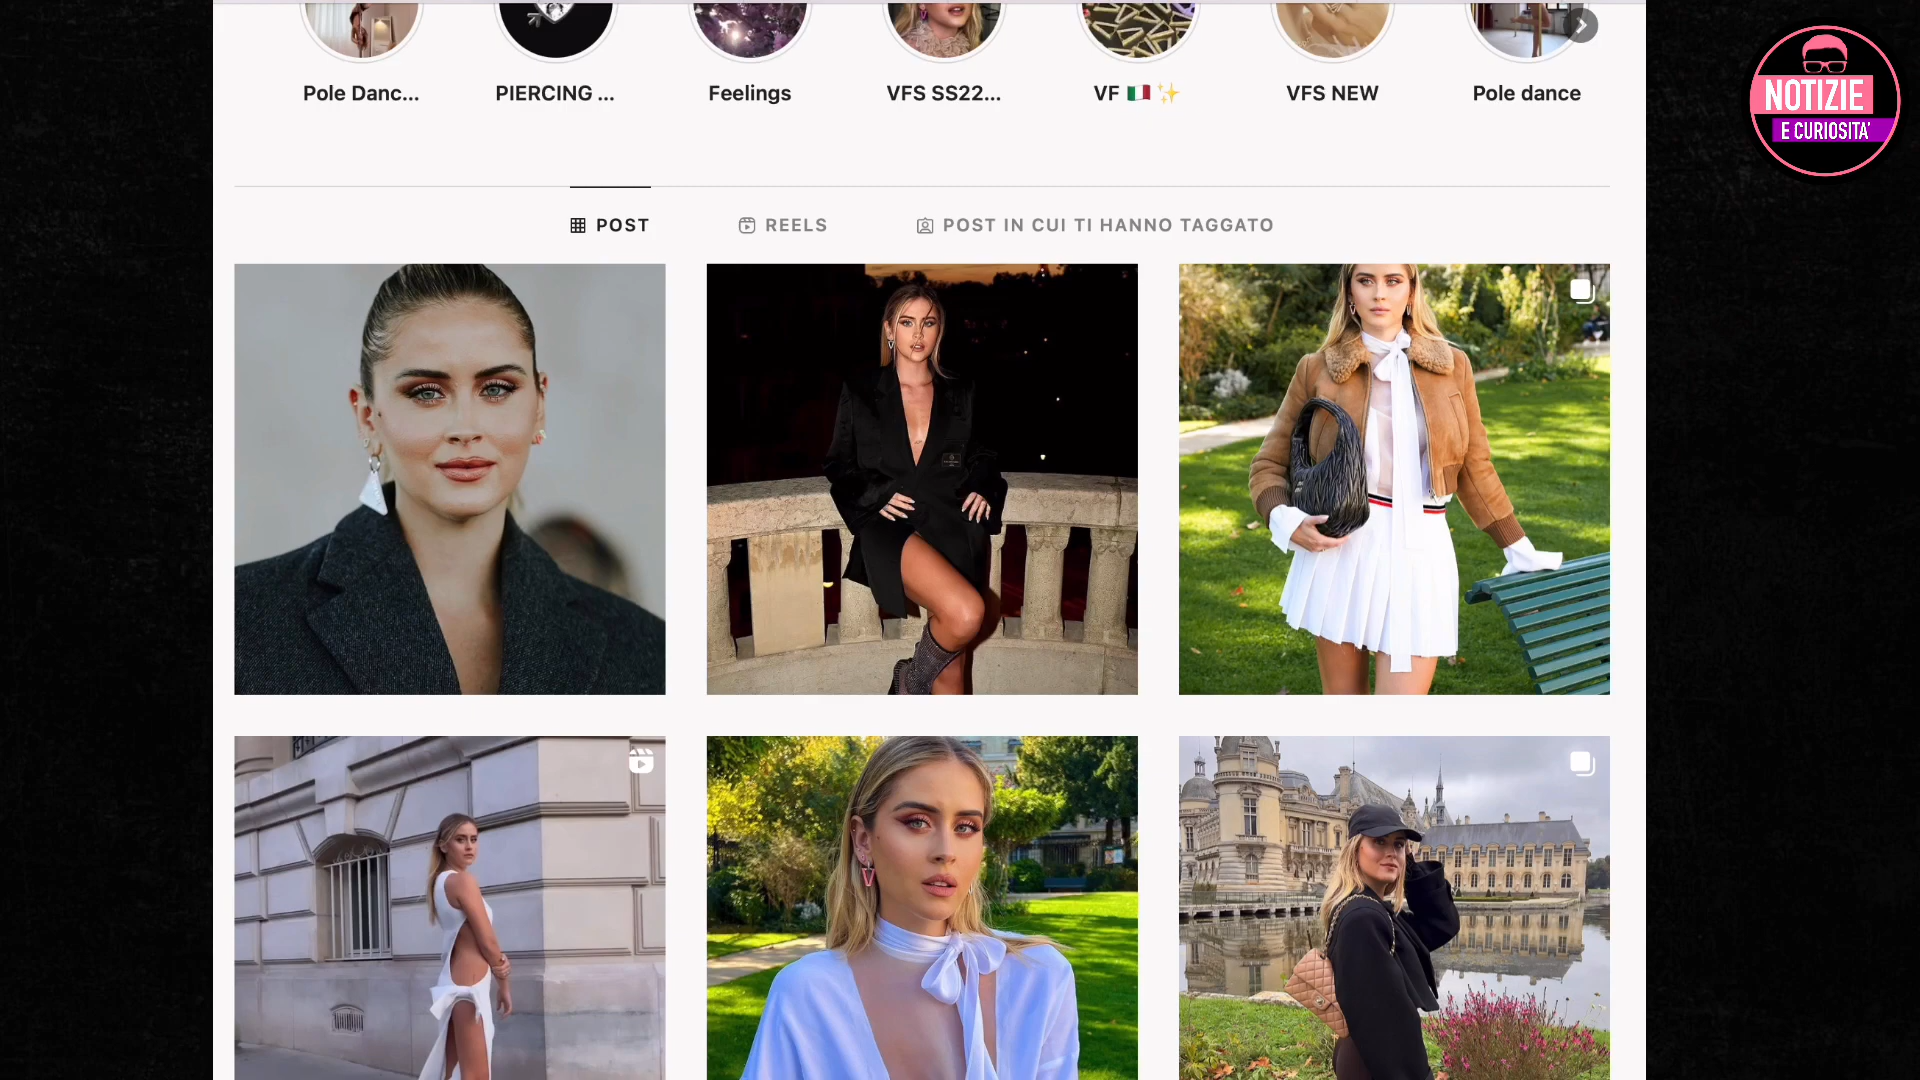 Pole Danc...
PIERCING ...
Feelings
VFS SS22...
VF 🇮🇹 ✨
VFS NEW
Pole dance
NOTIZIE
E CURIOSITA'
POST
REELS
POST IN CUI TI HANNO TAGGATO